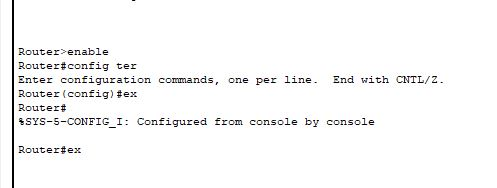 Router>enable
Router#config ter
Enter configuration commands, one per line.  End with CNTL/Z.
Router(config)#ex
Router#
%SYS-5-CONFIG_I: Configured from console by console
Router#ex